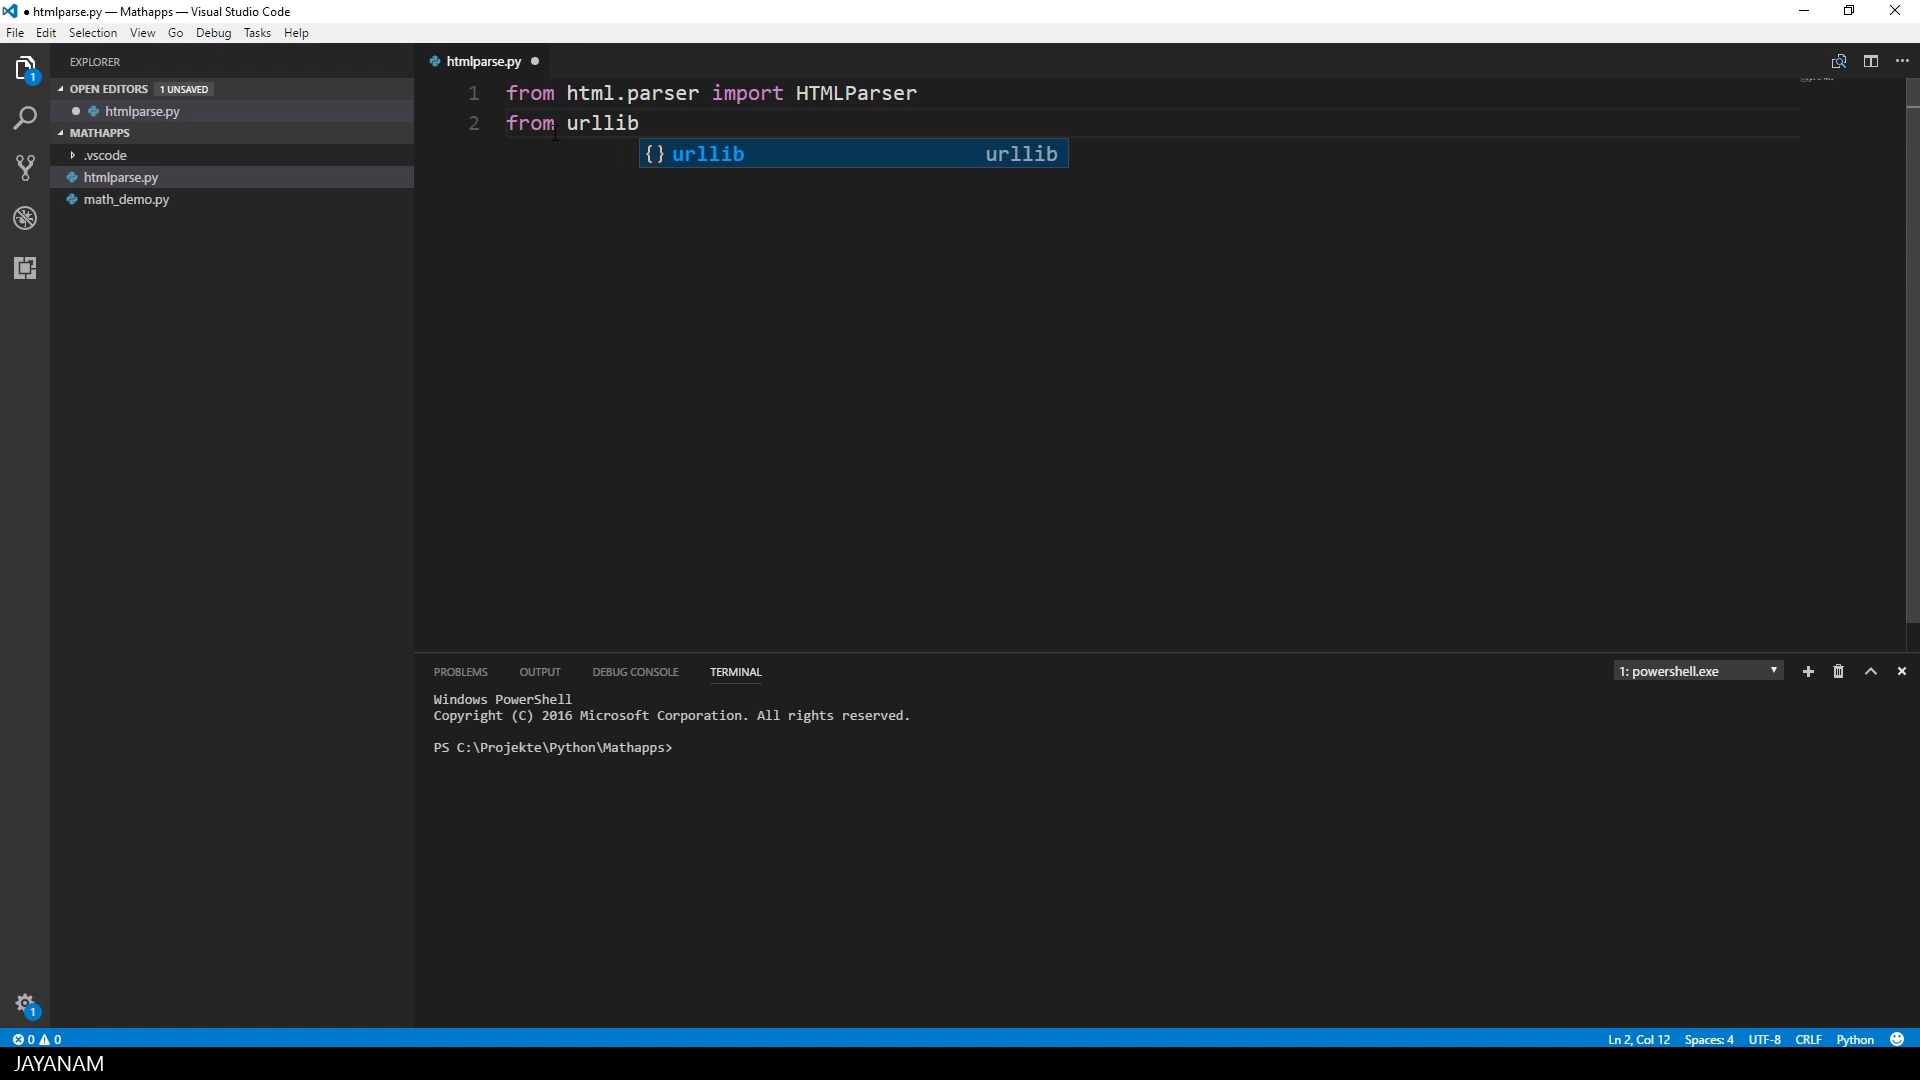 ● htmlparse.py — Mathapps — Visual Studio Code
File Edit Selection View Go Debug Tasks Help
1
EXPLORER
OPEN EDITORS 1 UNSAVED
● htmlparse.py
MATHAPPS
.vscode
htmlparse.py
math_demo.py
htmlparse.py ●
1 from html.parser import HTMLParser
2 from urllib
{} urllib urllib
PROBLEMS OUTPUT DEBUG CONSOLE TERMINAL
1: powershell.exe
Windows PowerShell
Copyright (C) 2016 Microsoft Corporation. All rights reserved.
PS C:\Projekte\Python\Mathapps>
1
0 0
Ln 2, Col 12 Spaces: 4 UTF-8 CRLF Python
JAYANAM